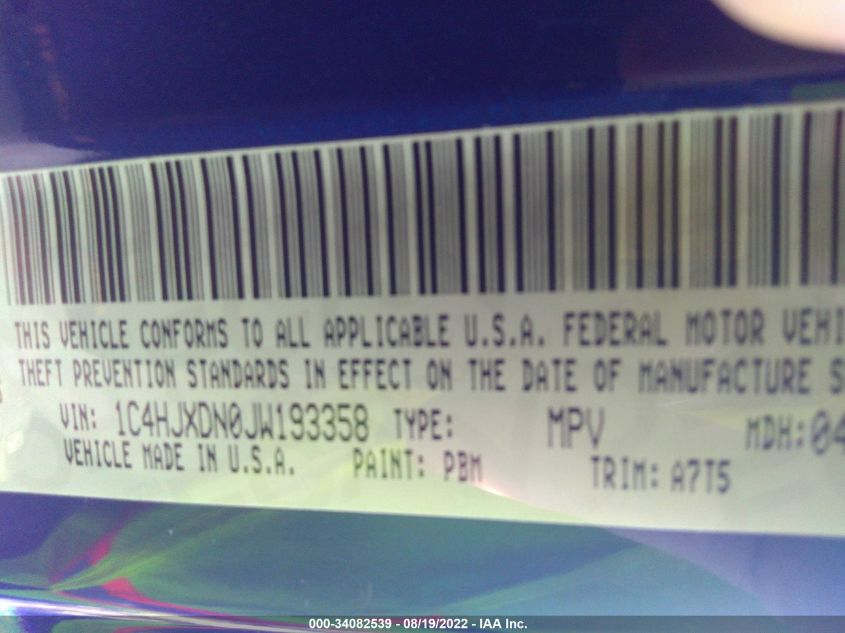 THIS VEHICLE CONFORMS TO ALL APPLICABLE U.S.A. FEDERAL MOTOR VEHI
THEFT PREVENTION STANDARDS IN EFFECT ON THE DATE OF MANUFACTURE S
VIN: 1C4HJXDN0JW193358 TYPE: MPV MDH:04
VEHICLE MADE IN U.S.A. PAINT: PBM TRIM: A7T5
000-34082539 - 08/19/2022 - IAA Inc.